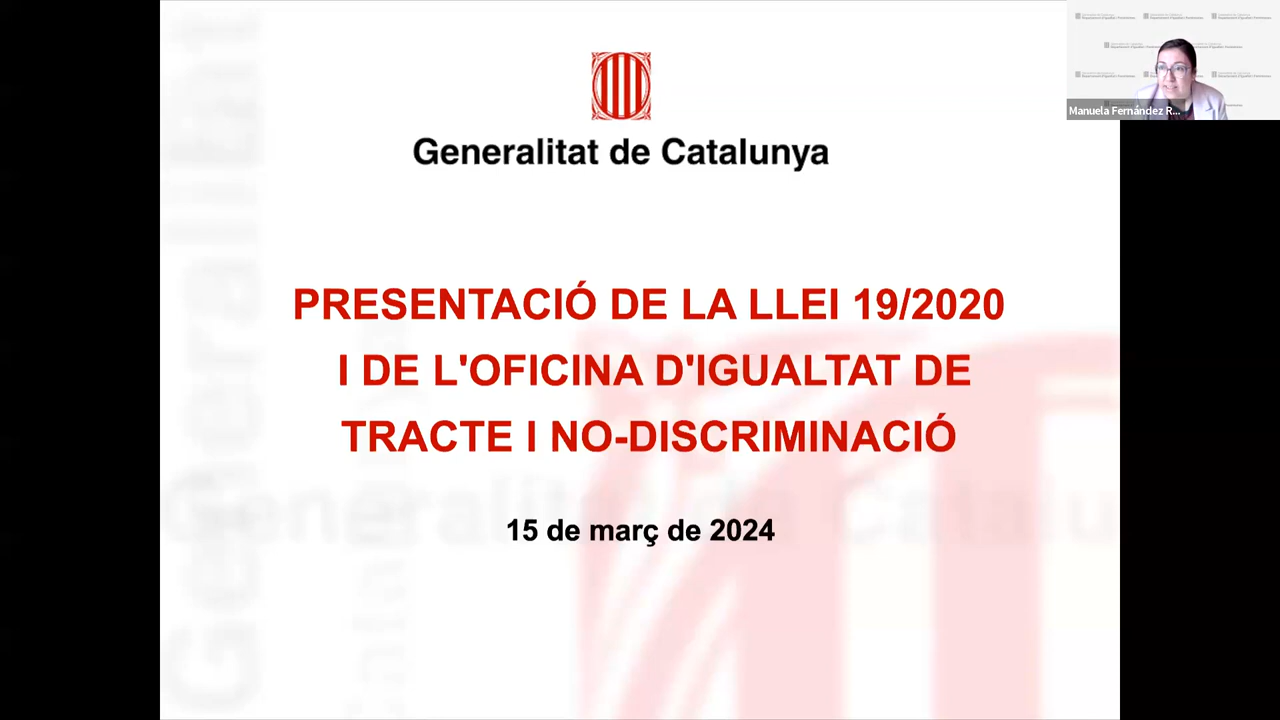 Generalitat de Catalunya
PRESENTACIÓ DE LA LLEI 19/2020
I DE L'OFICINA D'IGUALTAT DE
TRACTE I NO-DISCRIMINACIÓ
15 de març de 2024
Manuela Fernández R...